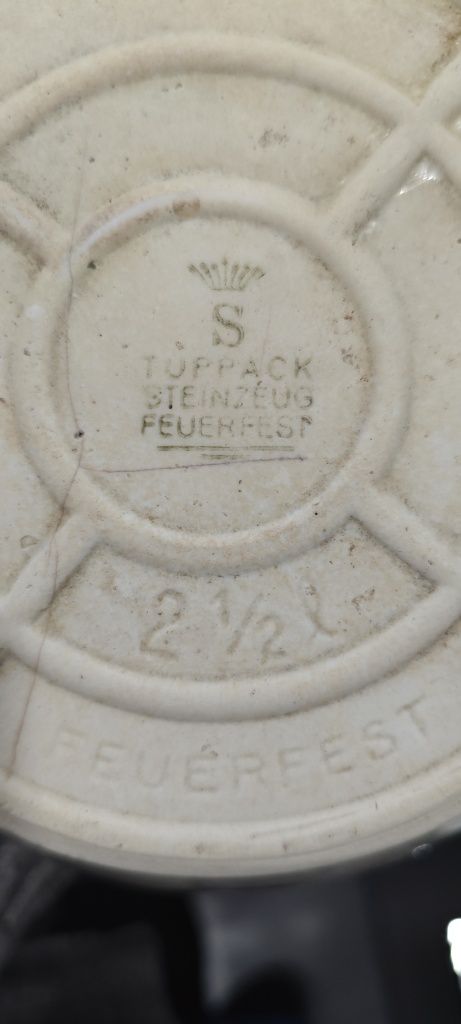 S
TUPPACK
STEINZEUG
FEUERFEST
2 1/2 l
FEUERFEST